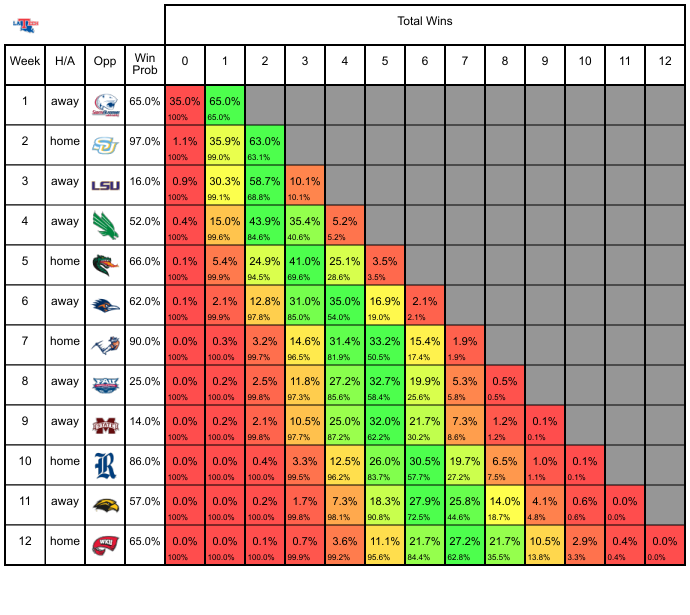 LA TECH
Total Wins
Week H/A Opp Win Prob 0 1 2 3 4 5 6 7 8 9 10 11 12
1 away 65.0% 35.0% 65.0%
100% 65.0%
2 home SJ 97.0% 1.1% 35.9% 63.0%
100% 99.0% 63.1%
3 away LSU 16.0% 0.9% 30.3% 58.7% 10.1%
100% 99.1% 68.8% 10.1%
4 away 52.0% 0.4% 15.0% 43.9% 35.4% 5.2%
100% 99.6% 84.6% 40.6% 5.2%
5 home 66.0% 0.1% 5.4% 24.9% 41.0% 25.1% 3.5%
100% 99.9% 94.5% 69.6% 28.6% 3.5%
6 away 62.0% 0.1% 2.1% 12.8% 31.0% 35.0% 16.9% 2.1%
100% 99.9% 97.8% 85.0% 54.0% 19.0% 2.1%
7 home 90.0% 0.0% 0.3% 3.2% 14.6% 31.4% 33.2% 15.4% 1.9%
100% 100.0% 99.7% 96.5% 81.9% 50.5% 17.4% 1.9%
8 away FAU 25.0% 0.0% 0.2% 2.5% 11.8% 27.2% 32.7% 19.9% 5.3% 0.5%
100% 100.0% 99.8% 97.3% 85.6% 58.4% 25.6% 5.8% 0.5%
9 away M 14.0% 0.0% 0.2% 2.1% 10.5% 25.0% 32.0% 21.7% 7.3% 1.2% 0.1%
100% 100.0% 99.8% 97.7% 87.2% 62.2% 30.2% 8.6% 1.2% 0.1%
10 home R 86.0% 0.0% 0.0% 0.4% 3.3% 12.5% 26.0% 30.5% 19.7% 6.5% 1.0% 0.1%
100% 100.0% 100.0% 99.5% 96.2% 83.7% 57.7% 27.2% 7.5% 1.1% 0.1%
11 away 57.0% 0.0% 0.0% 0.2% 1.7% 7.3% 18.3% 27.9% 25.8% 14.0% 4.1% 0.6% 0.0%
100% 100.0% 100.0% 99.8% 98.1% 90.8% 72.5% 44.6% 18.7% 4.8% 0.6% 0.0%
12 home WKU 65.0% 0.0% 0.0% 0.1% 0.7% 3.6% 11.1% 21.7% 27.2% 21.7% 10.5% 2.9% 0.4% 0.0%
100% 100.0% 100.0% 99.9% 99.2% 95.6% 84.4% 62.8% 35.5% 13.8% 3.3% 0.4% 0.0%